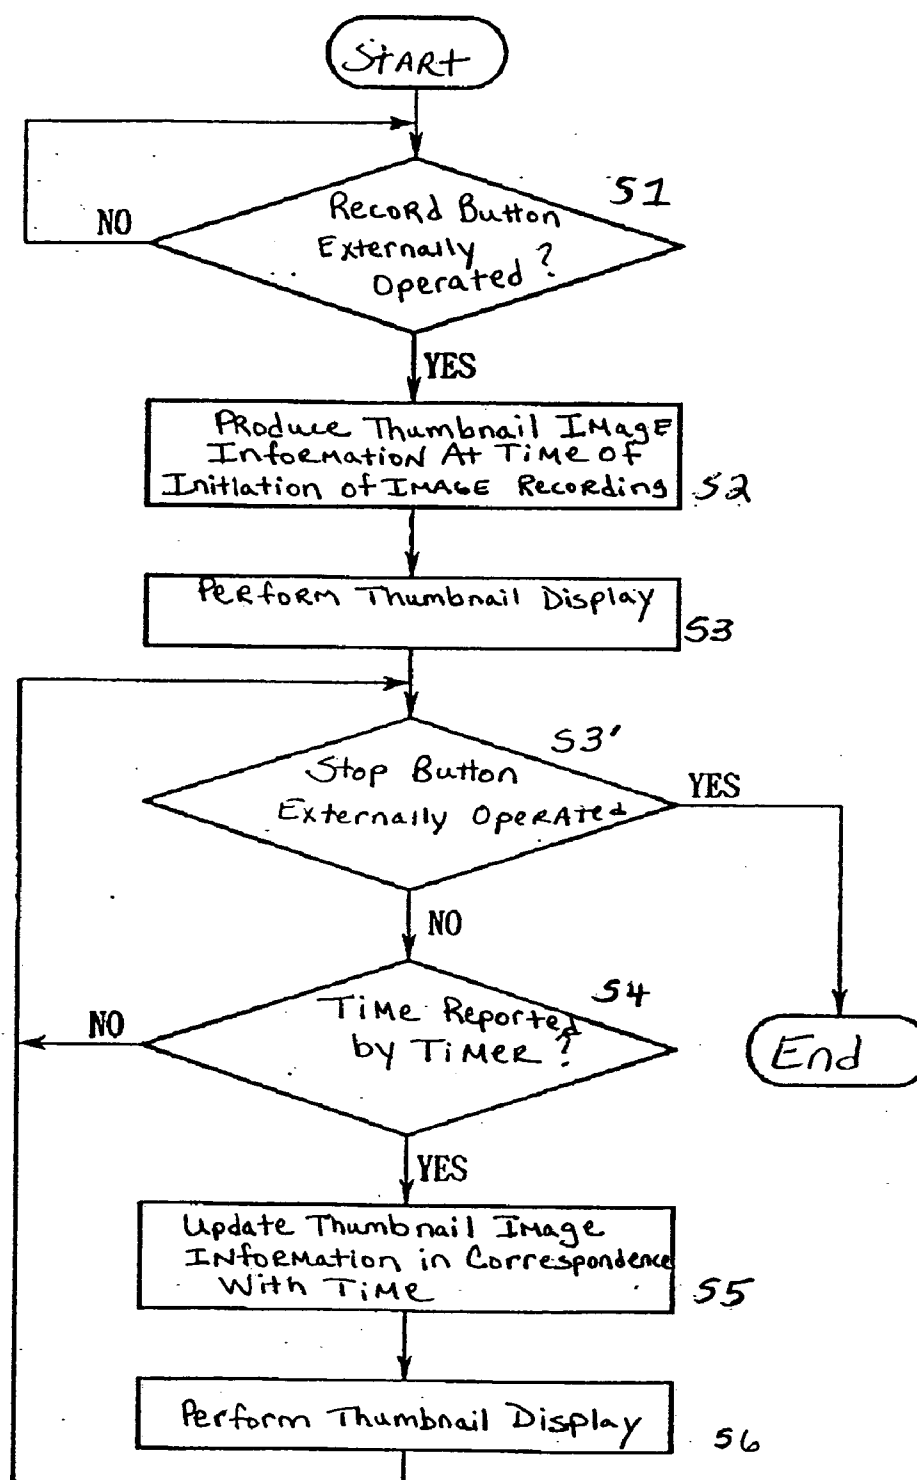 START
S1
Record Button
NO
Externally
Operated?
YES
Produce Thumbnail Image
Information At Time of
Initiation of Image Recording
S2
Perform Thumbnail Display
S3
S3'
Stop Button
YES
Externally Operated
NO
S4
Time Reported
NO
by Timer?
End
YES
Update Thumbnail Image
Information in Correspondence
With Time
S5
Perform Thumbnail Display
S6